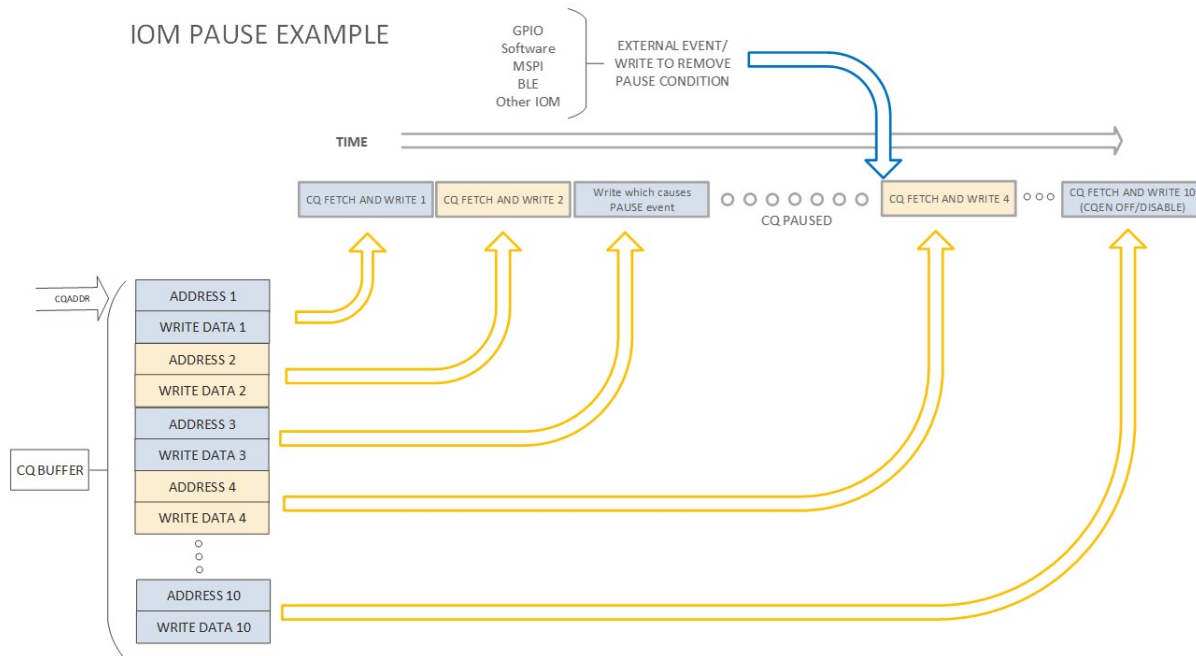 IOM PAUSE EXAMPLE
GPIO
Software
MSPI
BLE
Other IOM
EXTERNAL EVENT/
WRITE TO REMOVE
PAUSE CONDITION
TIME
CQ FETCH AND WRITE 1
CQ FETCH AND WRITE 2
Write which causes
PAUSE event
CQ PAUSED
CQ FETCH AND WRITE 4
CQ FETCH AND WRITE 10
(CQEN OFF/DISABLE)
CQADDR
ADDRESS 1
WRITE DATA 1
ADDRESS 2
WRITE DATA 2
ADDRESS 3
WRITE DATA 3
ADDRESS 4
WRITE DATA 4
CQ BUFFER
ADDRESS 10
WRITE DATA 10